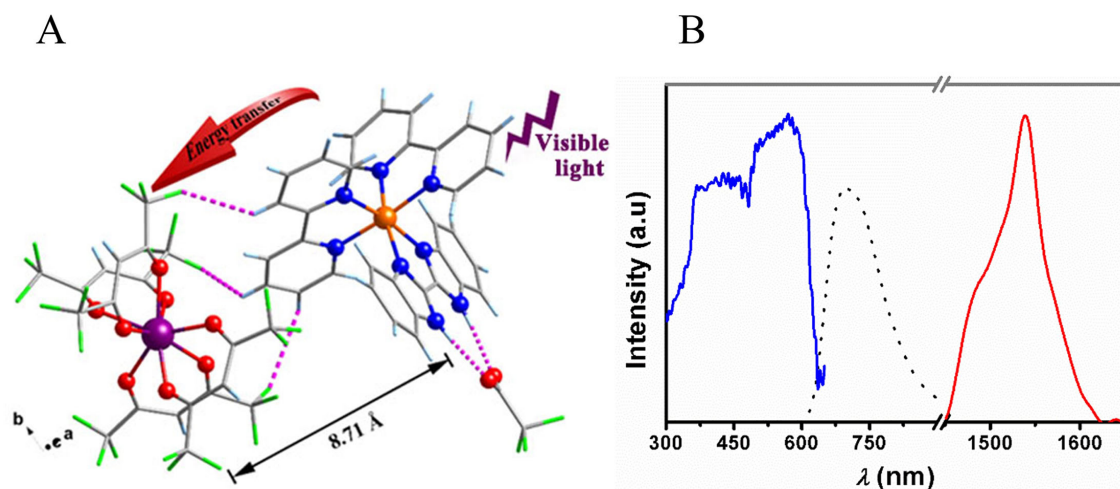 A
B
Energy transfer
Visible
light
8.71 Å
b
a
Intensity (a.u)
300
450
600
750
1500
1600
λ (nm)